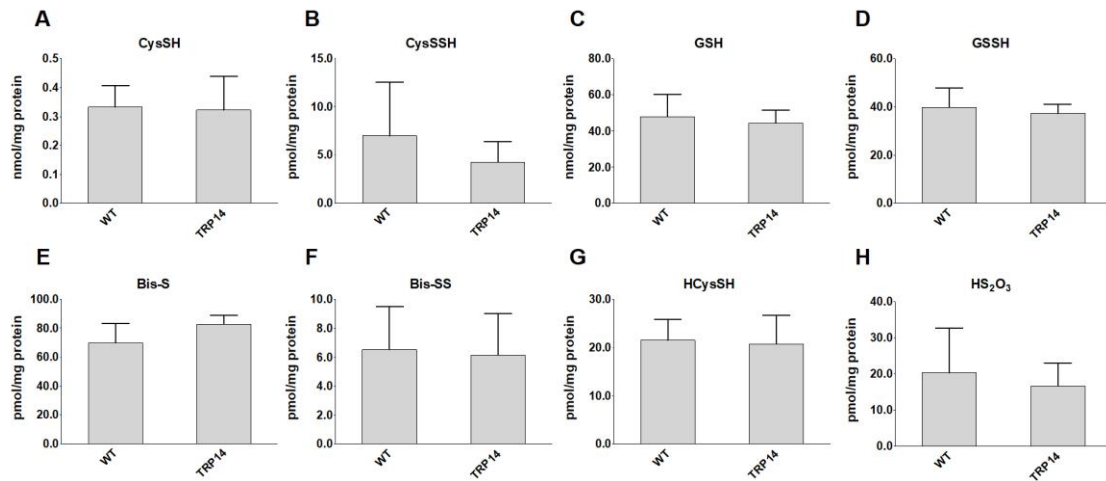 A
CysSH
nmol/mg protein
0.5
0.4
0.3
0.2
0.1
0.0
WT
TRP14
B
CysSSH
pmol/mg protein
15.0
10.0
5.0
0.0
WT
TRP14
C
GSH
nmol/mg protein
80.0
60.0
40.0
20.0
0.0
WT
TRP14
D
GSSH
pmol/mg protein
60.0
40.0
20.0
0.0
WT
TRP14
E
Bis-S
pmol/mg protein
100.0
80.0
60.0
40.0
20.0
0.0
WT
TRP14
F
Bis-SS
pmol/mg protein
10.0
8.0
6.0
4.0
2.0
0.0
WT
TRP14
G
HCysSH
pmol/mg protein
30.0
20.0
10.0
0.0
WT
TRP14
H
HS₂O₃
pmol/mg protein
40.0
30.0
20.0
10.0
0.0
WT
TRP14